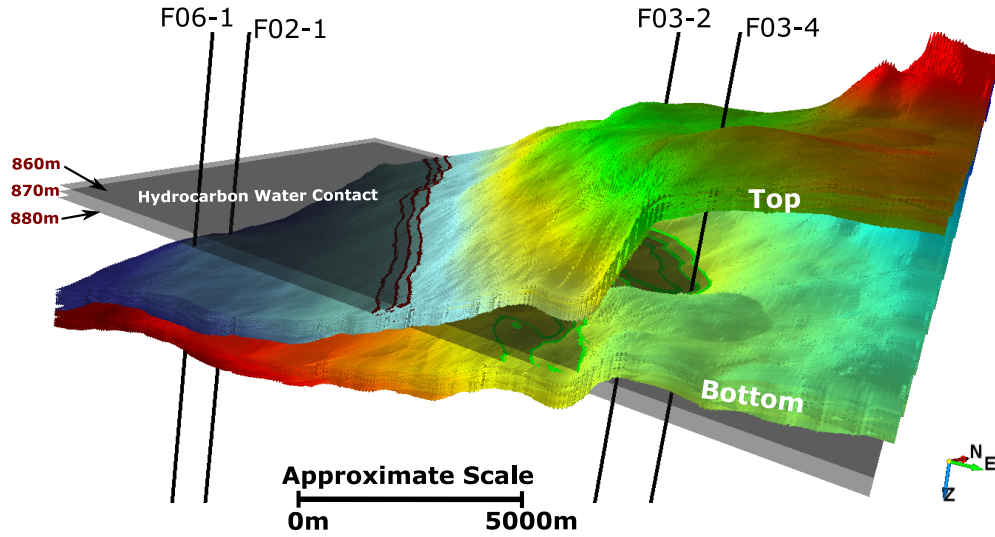 F06-1
F02-1
F03-2
F03-4
860m
870m
880m
Hydrocarbon Water Contact
Top
Bottom
Approximate Scale
0m
5000m
N
E
Z